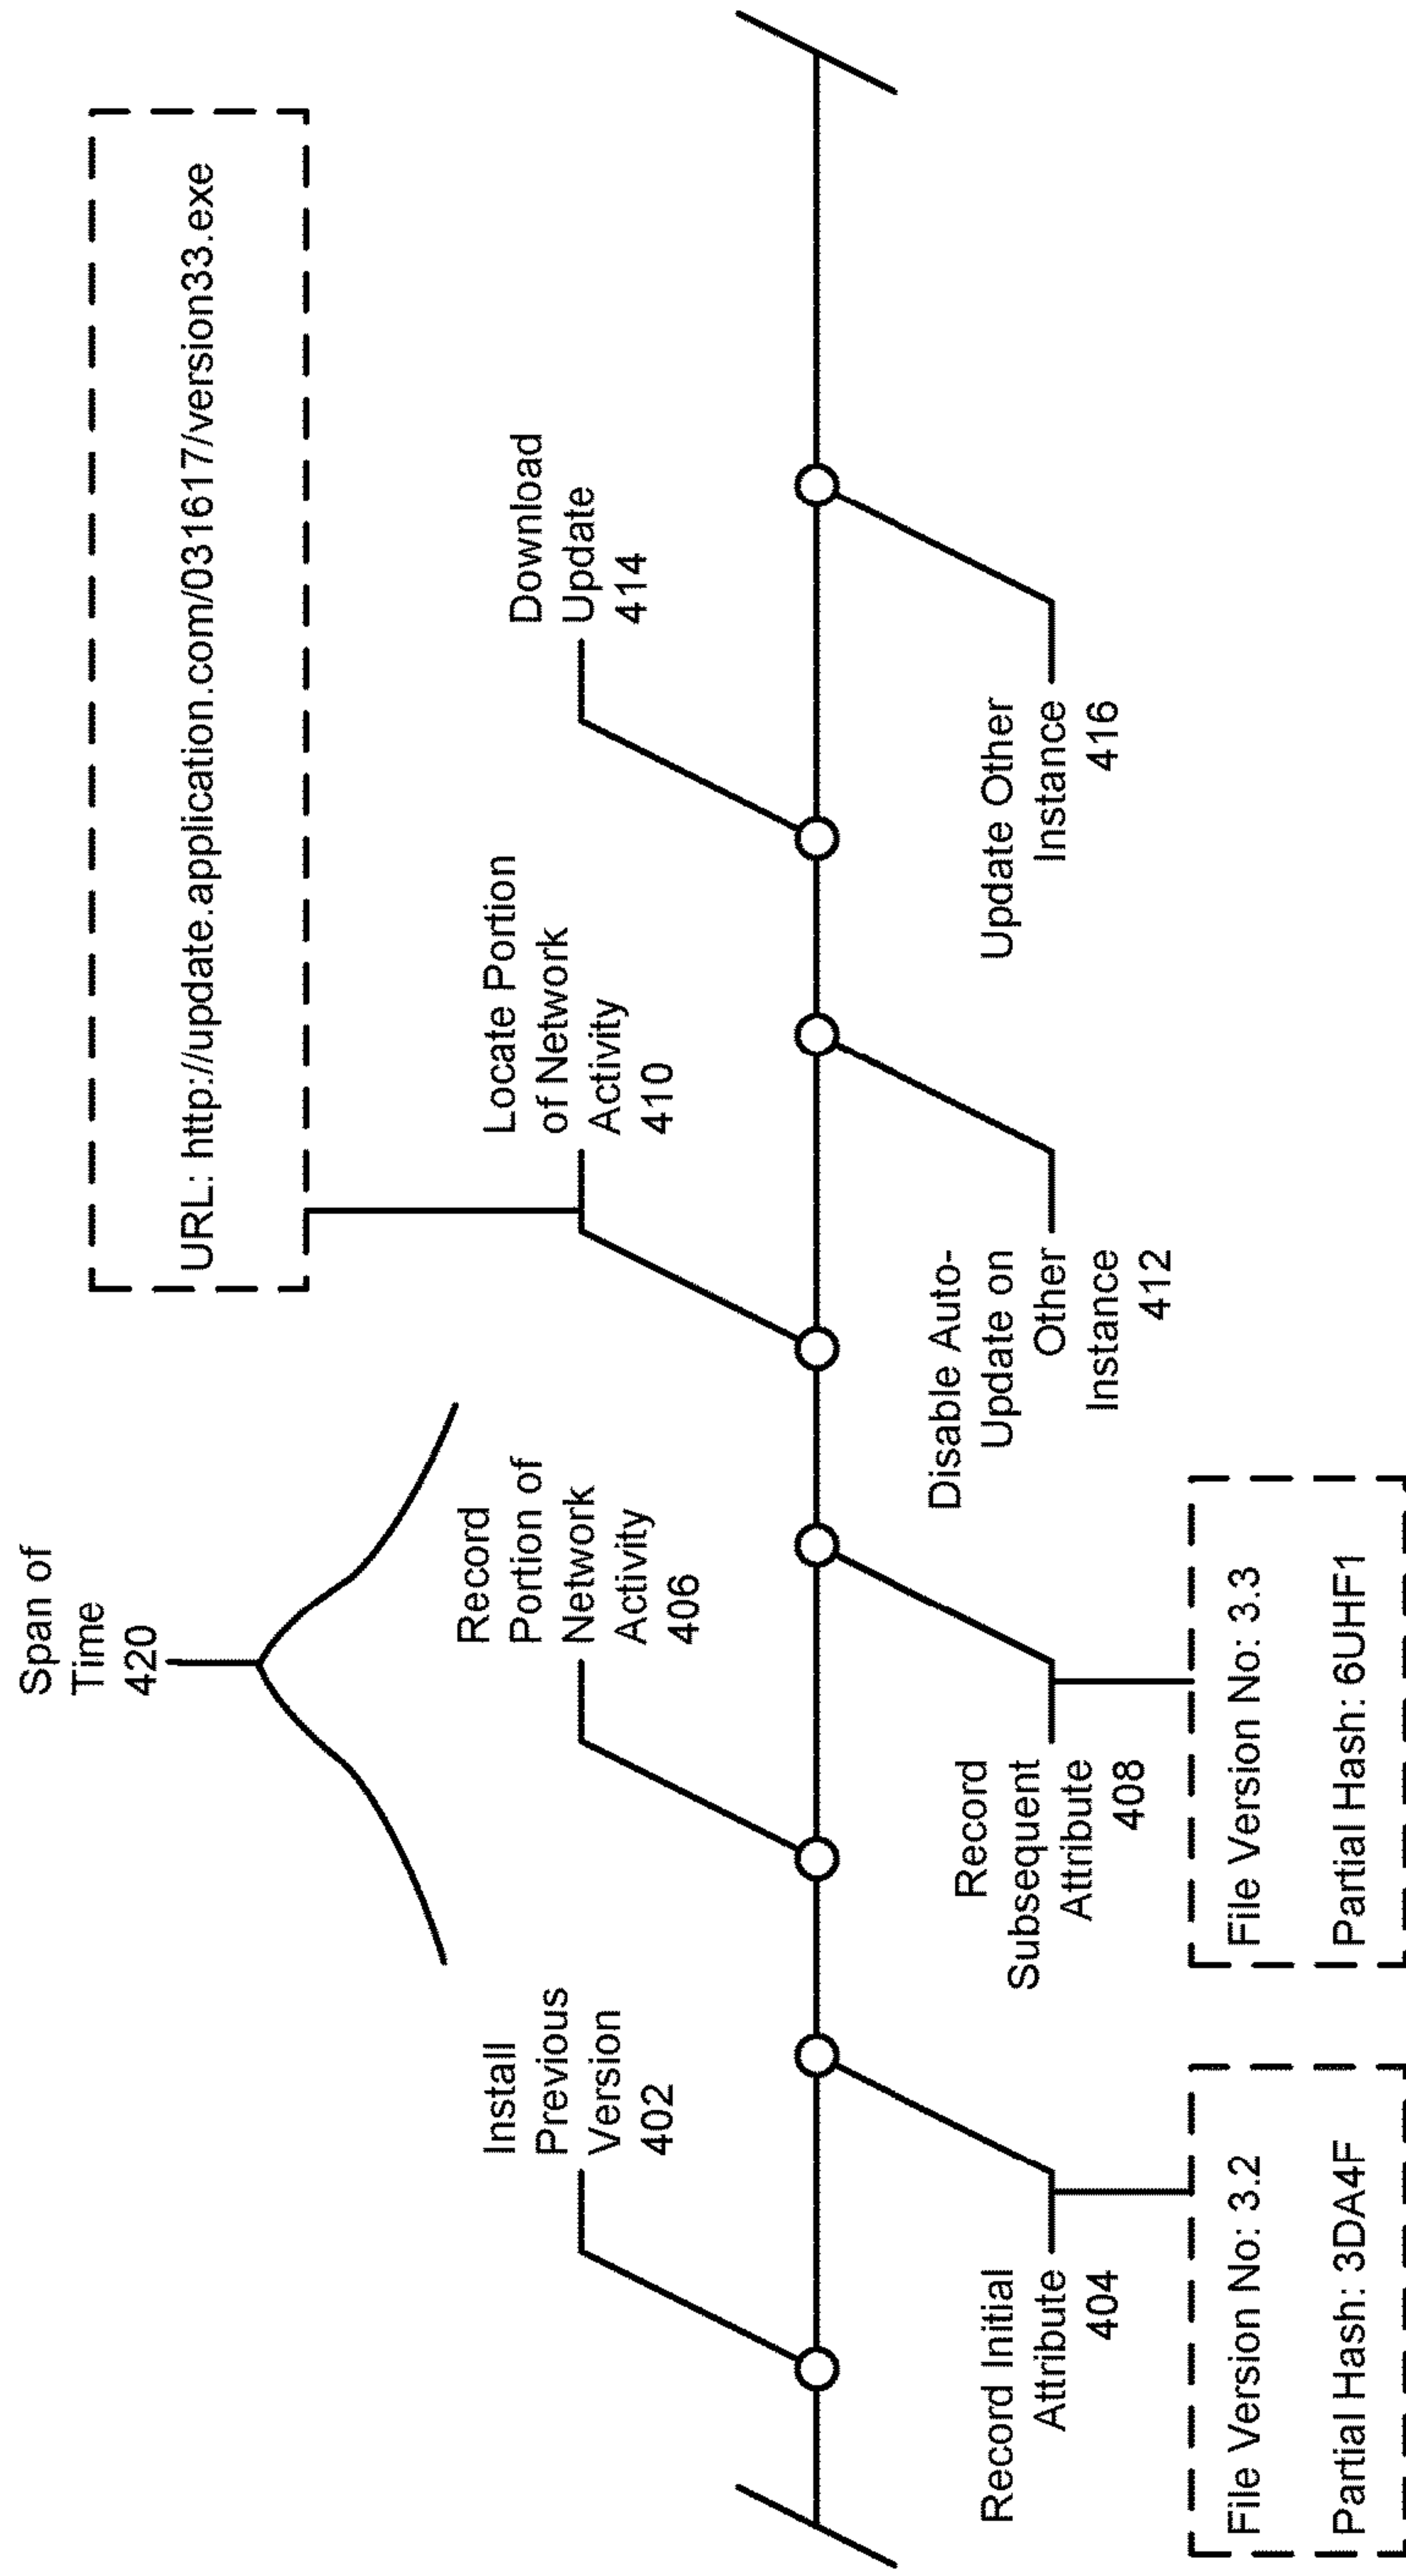 Span of
Time
420
URL: http://update.application.com/031617/version33.exe
Install
Previous
Version
402
Record
Portion of
Network
Activity
406
Locate Portion
of Network
Activity
410
Download
Update
414
Record Initial
Attribute
404
Record
Subsequent
Attribute
408
Disable Auto-
Update on
Other
Instance
412
Update Other
Instance
416
File Version No: 3.2
Partial Hash: 3DA4F
File Version No: 3.3
Partial Hash: 6UHF1